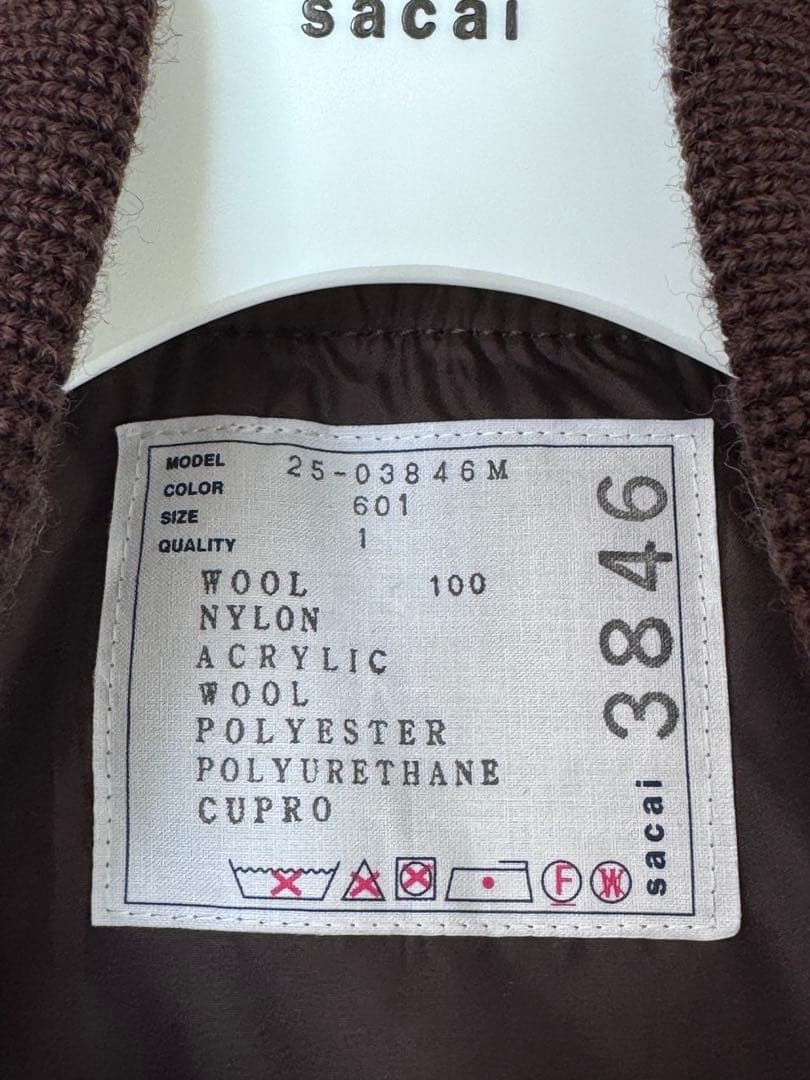 sacai
MODEL 25-03846M
COLOR 601
SIZE 1
QUALITY
WOOL 100
NYLON
ACRYLIC
WOOL
POLYESTER
POLYURETHANE
CUPRO
F W
3846
sacai